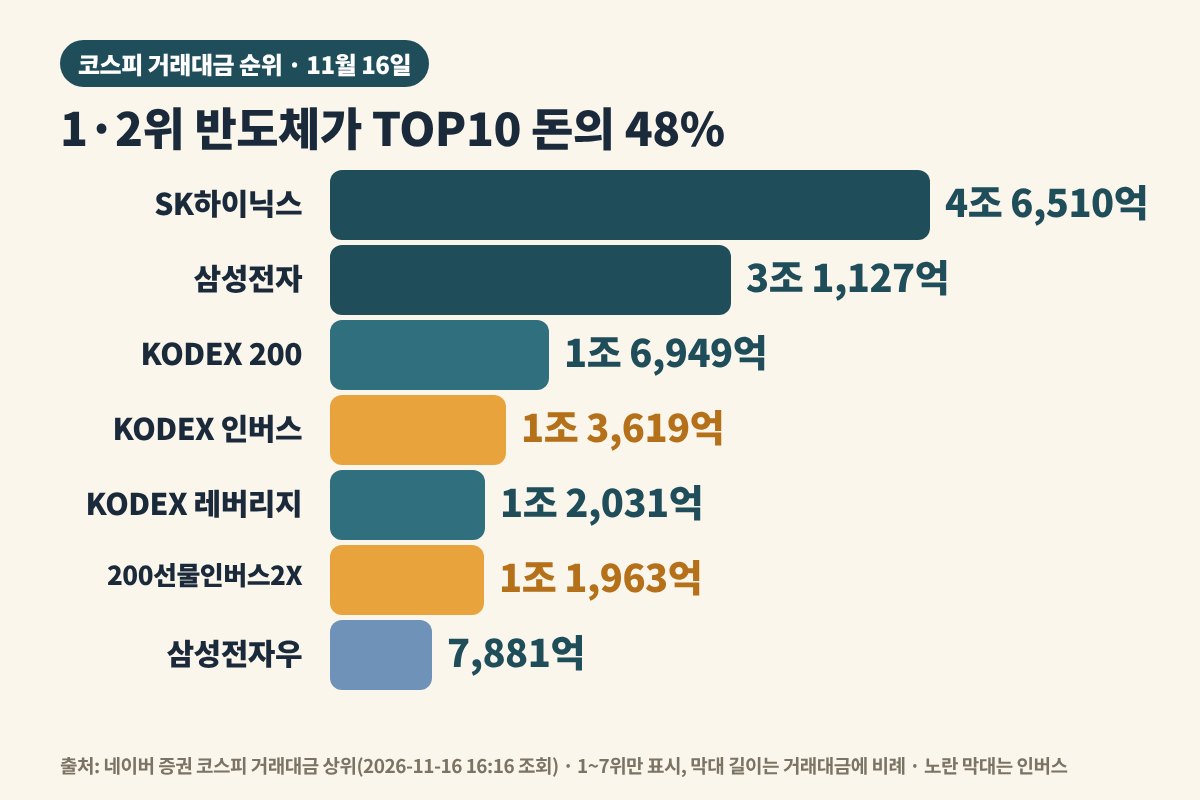 코스피 거래대금 순위 · 11월 16일
1·2위 반도체가 TOP10 돈의 48%
SK하이닉스 4조 6,510억
삼성전자 3조 1,127억
KODEX 200 1조 6,949억
KODEX 인버스 1조 3,619억
KODEX 레버리지 1조 2,031억
200선물인버스2X 1조 1,963억
삼성전자우 7,881억
출처: 네이버 증권 코스피 거래대금 상위(2026-11-16 16:16 조회) · 1~7위만 표시, 막대 길이는 거래대금에 비례 · 노란 막대는 인버스